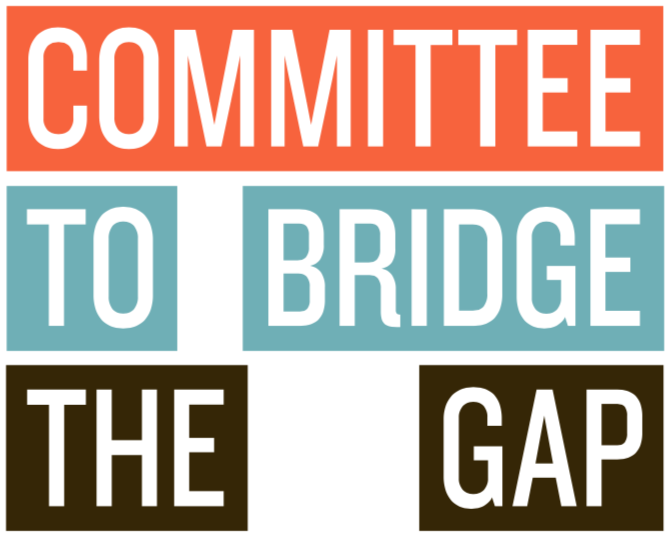 COMMITTEE
TO BRIDGE
THE GAP